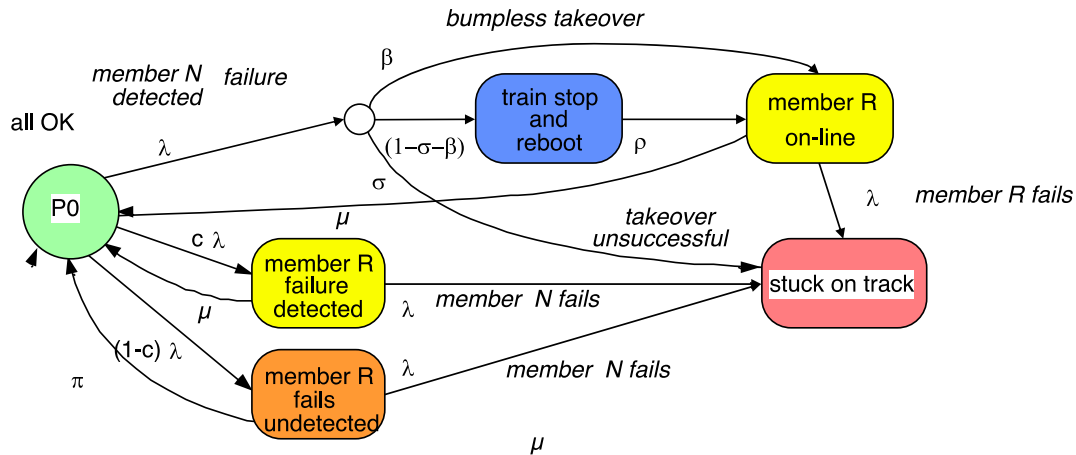 bumpless takeover
member N failure
detected
β
all OK
λ
train stop
and
reboot
member R
on-line
(1–σ–β)
ρ
σ
P0
μ
takeover
unsuccessful
λ
member R fails
c λ
member R
failure
detected
μ
λ
member N fails
stuck on track
(1-c) λ
π
member R
fails
undetected
λ
member N fails
μ